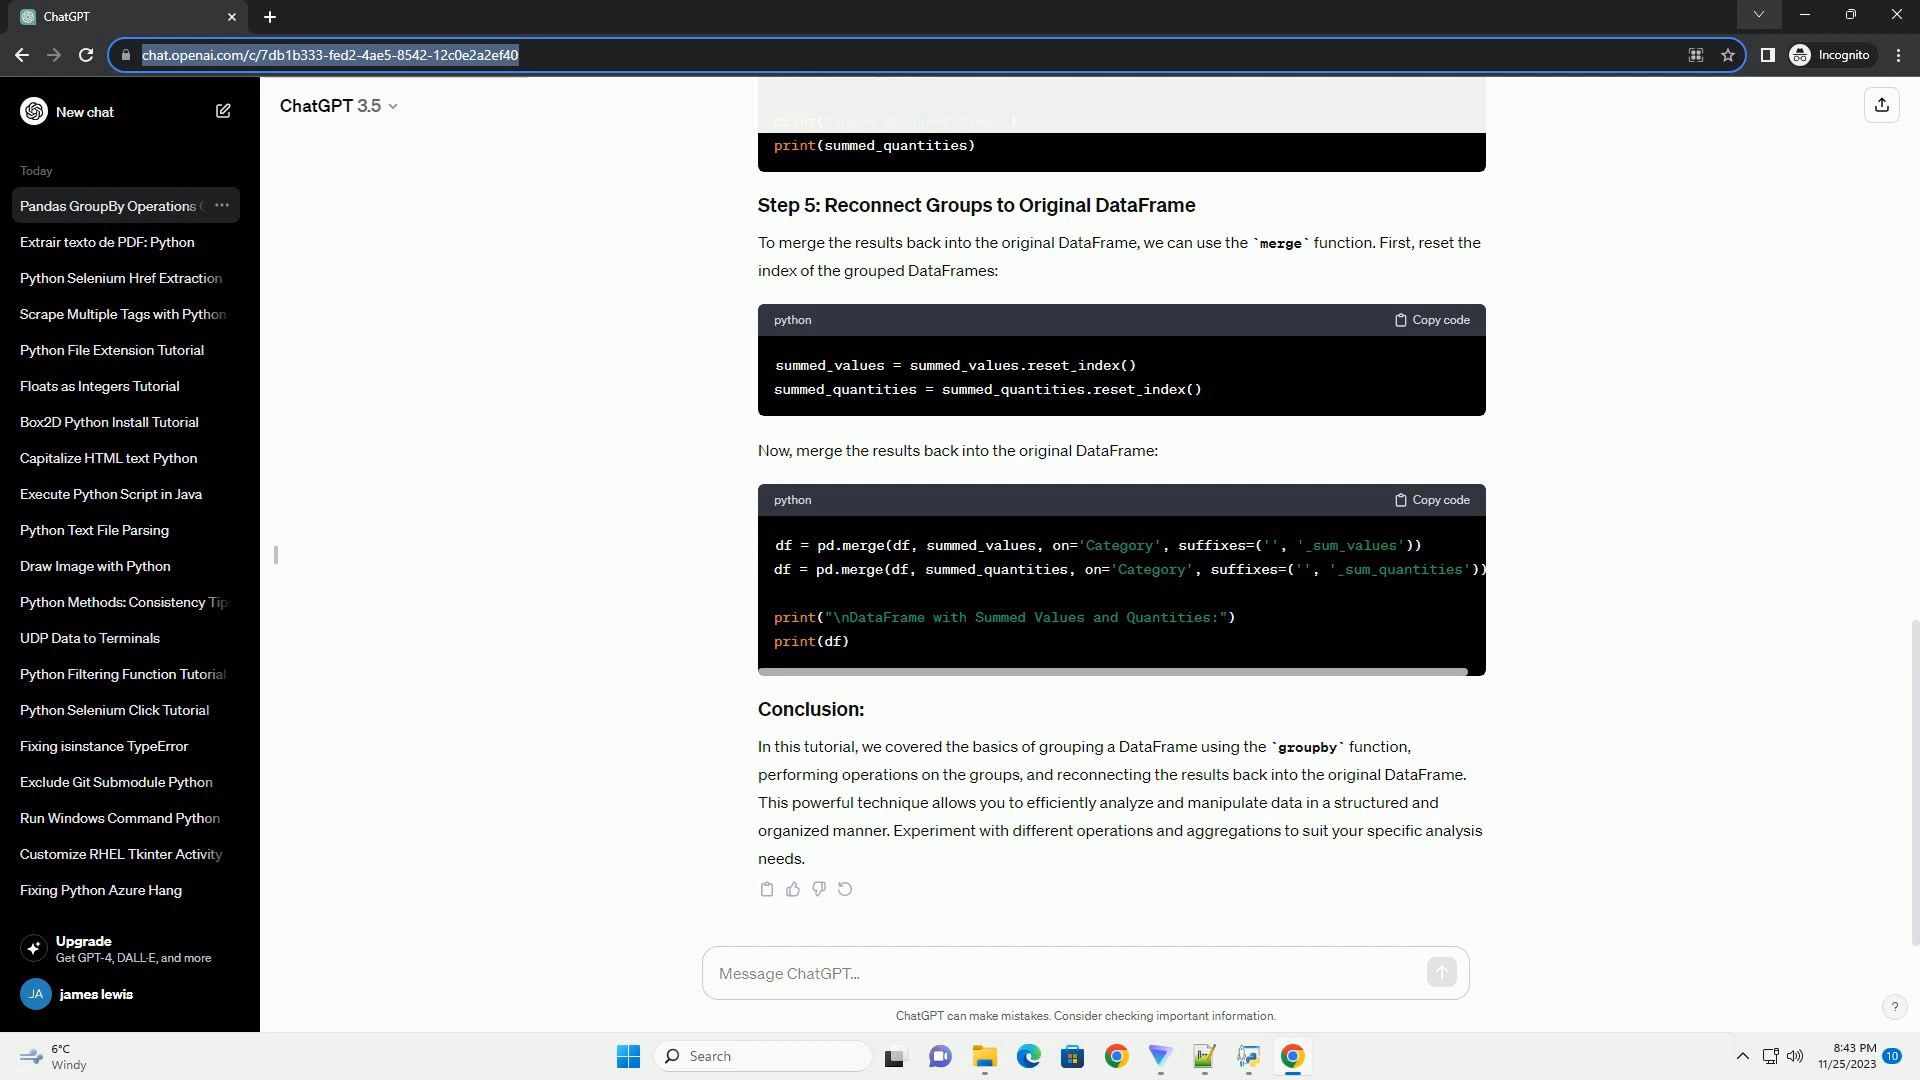 ChatGPT
chat.openai.com/c/7db1b333-fed2-4ae5-8542-12c0e2a2ef40
Incognito
New chat
Today
Pandas GroupBy Operations
Extrair texto de PDF: Python
Python Selenium Href Extraction
Scrape Multiple Tags with Python
Python File Extension Tutorial
Floats as Integers Tutorial
Box2D Python Install Tutorial
Capitalize HTML text Python
Execute Python Script in Java
Python Text File Parsing
Draw Image with Python
Python Methods: Consistency Tips
UDP Data to Terminals
Python Filtering Function Tutorial
Python Selenium Click Tutorial
Fixing isinstance TypeError
Exclude Git Submodule Python
Run Windows Command Python
Customize RHEL Tkinter Activity
Fixing Python Azure Hang
Upgrade
Get GPT-4, DALL·E, and more
JA james lewis
ChatGPT 3.5
print(summed_quantities)
Step 5: Reconnect Groups to Original DataFrame
To merge the results back into the original DataFrame, we can use the `merge` function. First, reset the
index of the grouped DataFrames:
python Copy code
summed_values = summed_values.reset_index()
summed_quantities = summed_quantities.reset_index()
Now, merge the results back into the original DataFrame:
python Copy code
df = pd.merge(df, summed_values, on='Category', suffixes=('', '_sum_values'))
df = pd.merge(df, summed_quantities, on='Category', suffixes=('', '_sum_quantities'))
print("\nDataFrame with Summed Values and Quantities:")
print(df)
Conclusion:
In this tutorial, we covered the basics of grouping a DataFrame using the `groupby` function,
performing operations on the groups, and reconnecting the results back into the original DataFrame.
This powerful technique allows you to efficiently analyze and manipulate data in a structured and
organized manner. Experiment with different operations and aggregations to suit your specific analysis
needs.
Message ChatGPT...
ChatGPT can make mistakes. Consider checking important information.
?
6°C
Windy
Search
8:43 PM
11/25/2023
10